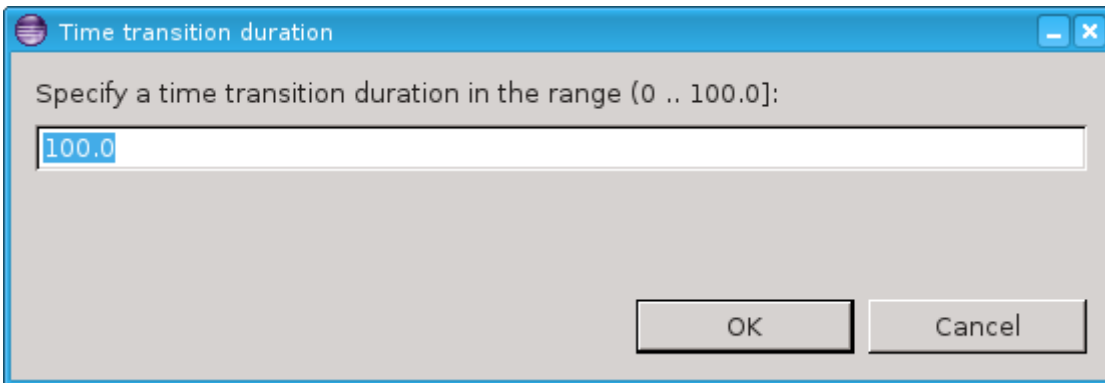 Time transition duration
Specify a time transition duration in the range (0 .. 100.0]:
100.0
OK Cancel